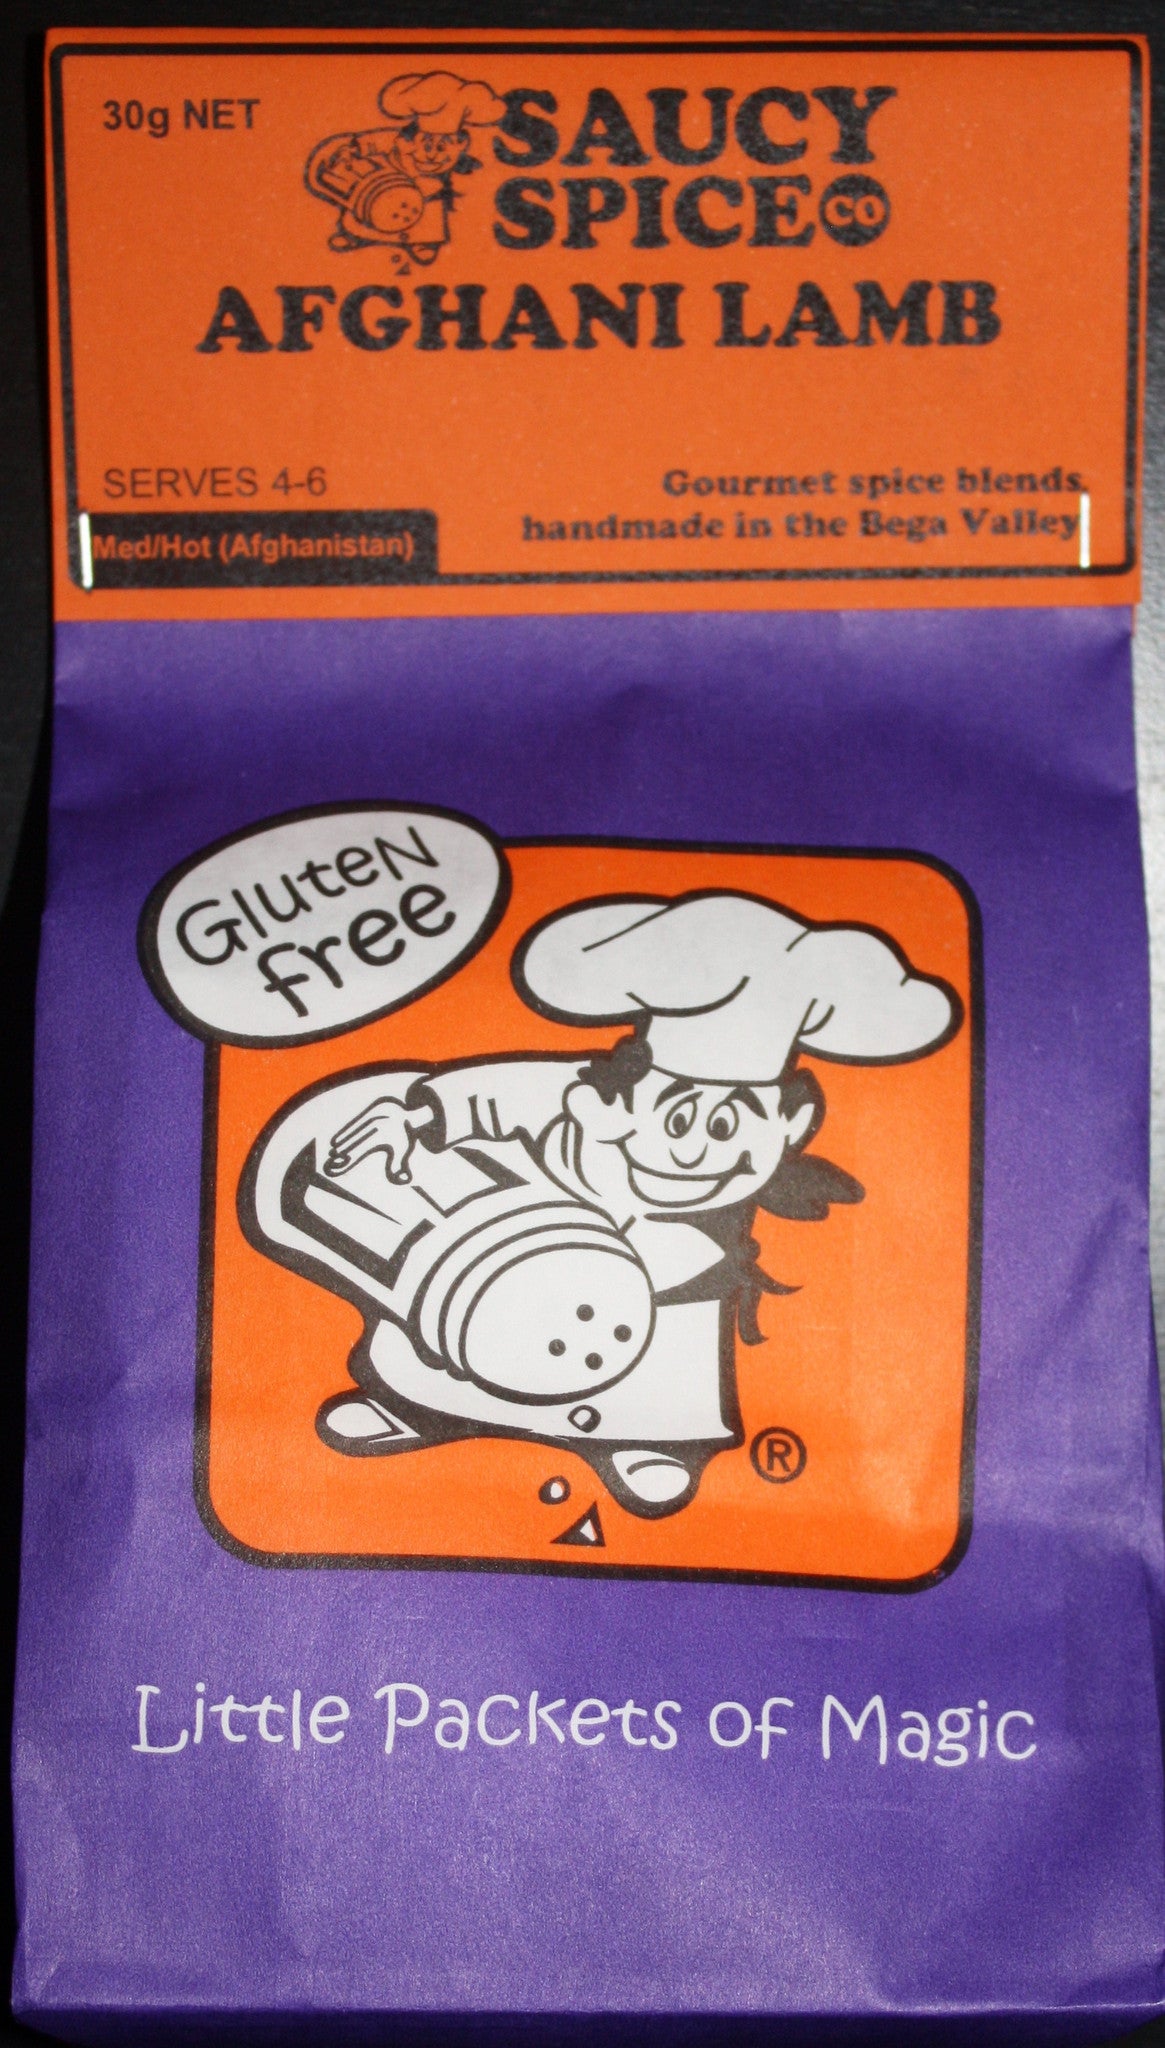 30g NET
SAUCY
SPICE CO
AFGHANI LAMB
SERVES 4-6
Gourmet spice blends.
handmade in the Bega Valley
Med/Hot (Afghanistan)
Gluten
free
®
Little Packets of Magic